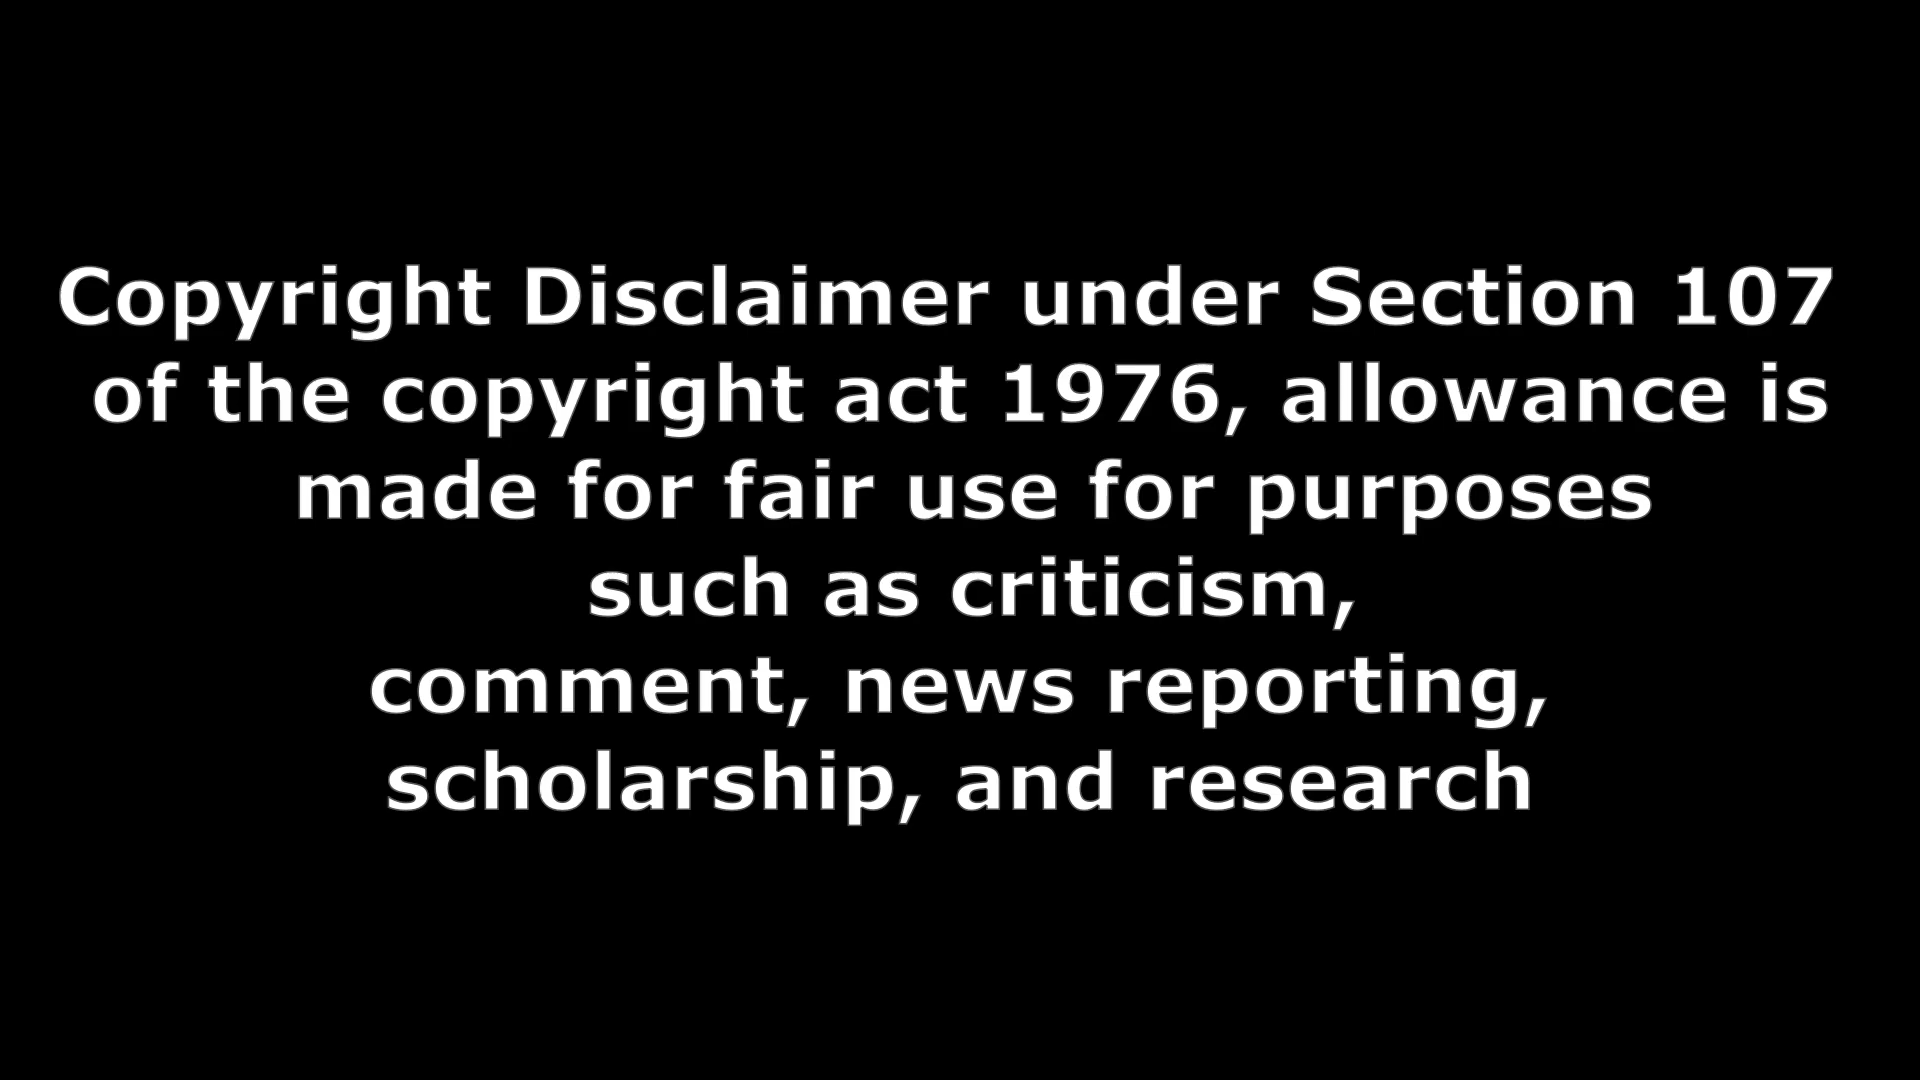 Copyright Disclaimer under Section 107
of the copyright act 1976, allowance is
made for fair use for purposes
such as criticism,
comment, news reporting,
scholarship, and research